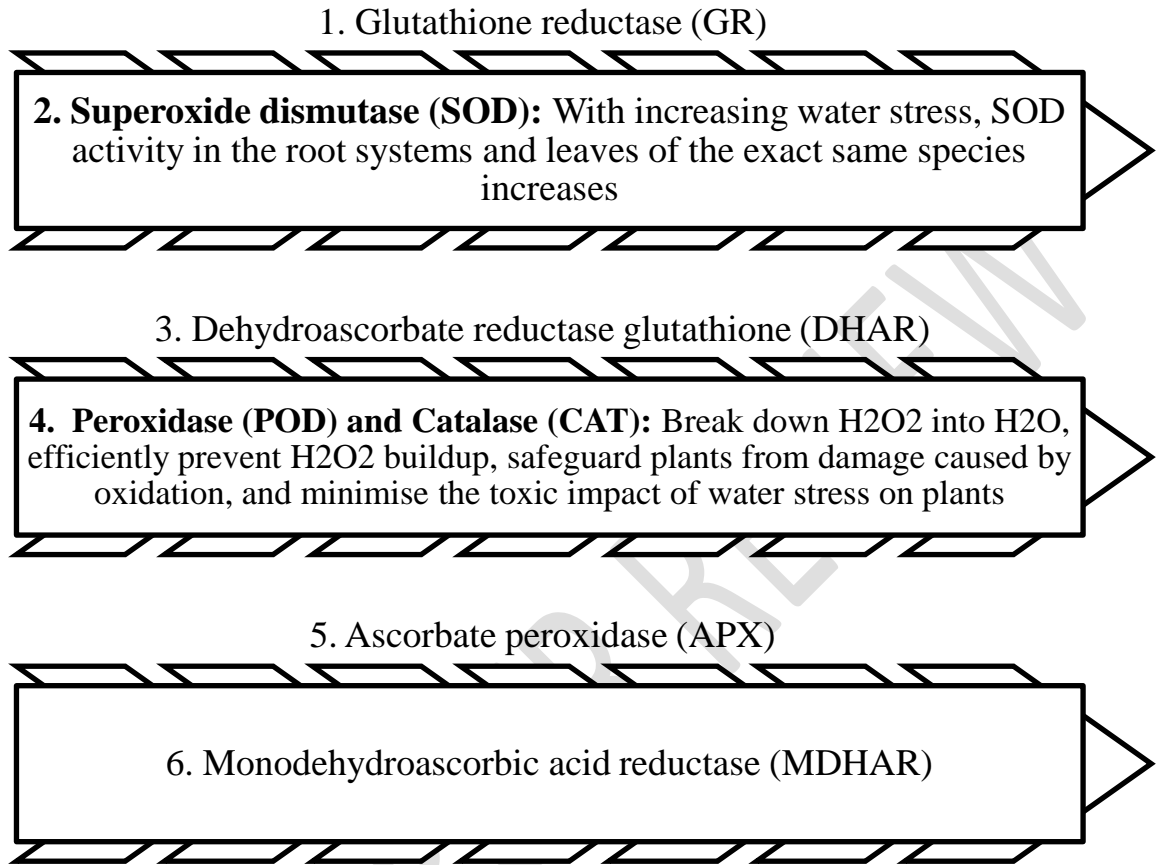 1. Glutathione reductase (GR)
2. Superoxide dismutase (SOD): With increasing water stress, SOD
activity in the root systems and leaves of the exact same species
increases
3. Dehydroascorbate reductase glutathione (DHAR)
4. Peroxidase (POD) and Catalase (CAT): Break down H2O2 into H2O,
efficiently prevent H2O2 buildup, safeguard plants from damage caused by
oxidation, and minimise the toxic impact of water stress on plants
5. Ascorbate peroxidase (APX)
6. Monodehydroascorbic acid reductase (MDHAR)
REVIEW